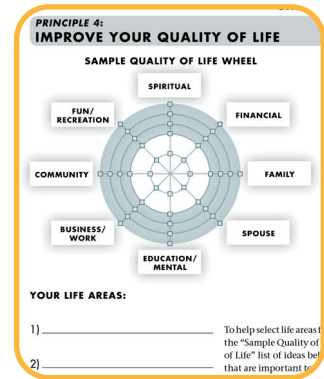 PRINCIPLE 4:
IMPROVE YOUR QUALITY OF LIFE
SAMPLE QUALITY OF LIFE WHEEL
SPIRITUAL
FUN/
RECREATION
FINANCIAL
COMMUNITY
FAMILY
BUSINESS/
WORK
SPOUSE
EDUCATION/
MENTAL
YOUR LIFE AREAS:
1)
To help select life areas
the "Sample Quality of
2)
of Life" list of ideas
that are important